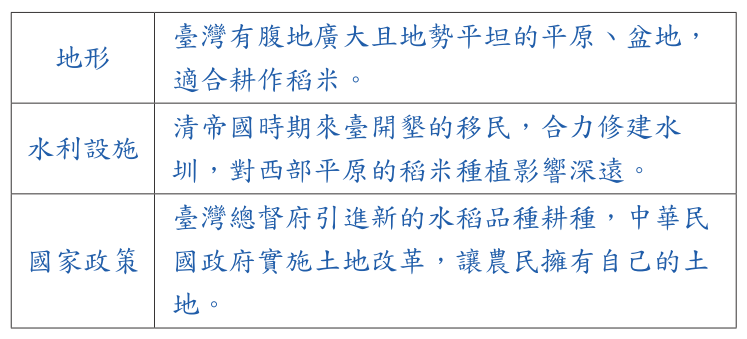 地形
臺灣有腹地廣大且地勢平坦的平原、盆地，
適合耕作稻米。
水利設施
清帝國時期來臺開墾的移民，合力修建水
圳，對西部平原的稻米種植影響深遠。
國家政策
臺灣總督府引進新的水稻品種耕種，中華民
國政府實施土地改革，讓農民擁有自己的土
地。